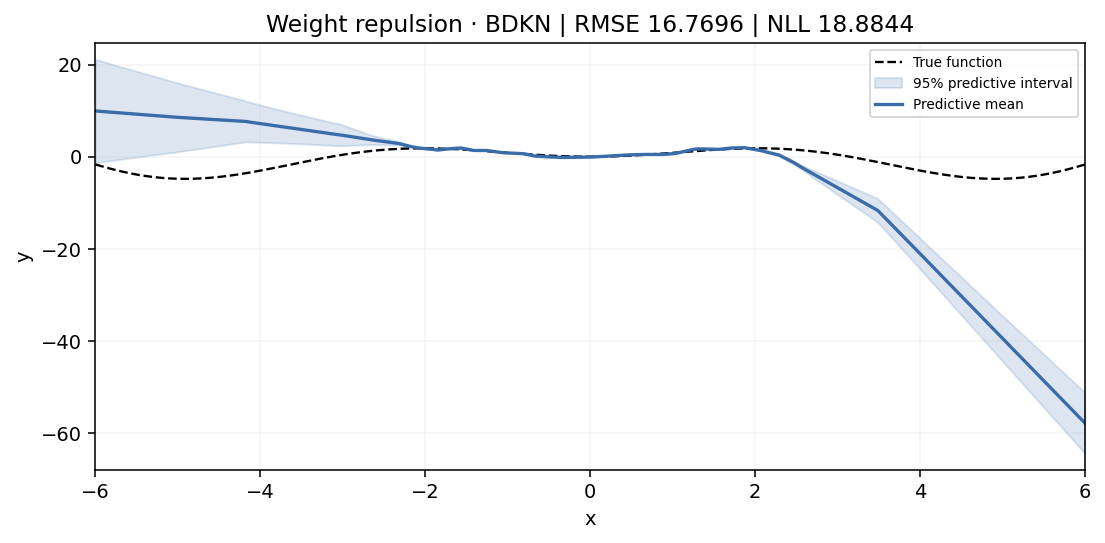 Weight repulsion · BDKN | RMSE 16.7696 | NLL 18.8844
True function
95% predictive interval
Predictive mean
20
0
−20
−40
−60
y
−6
−4
−2
0
2
4
6
x